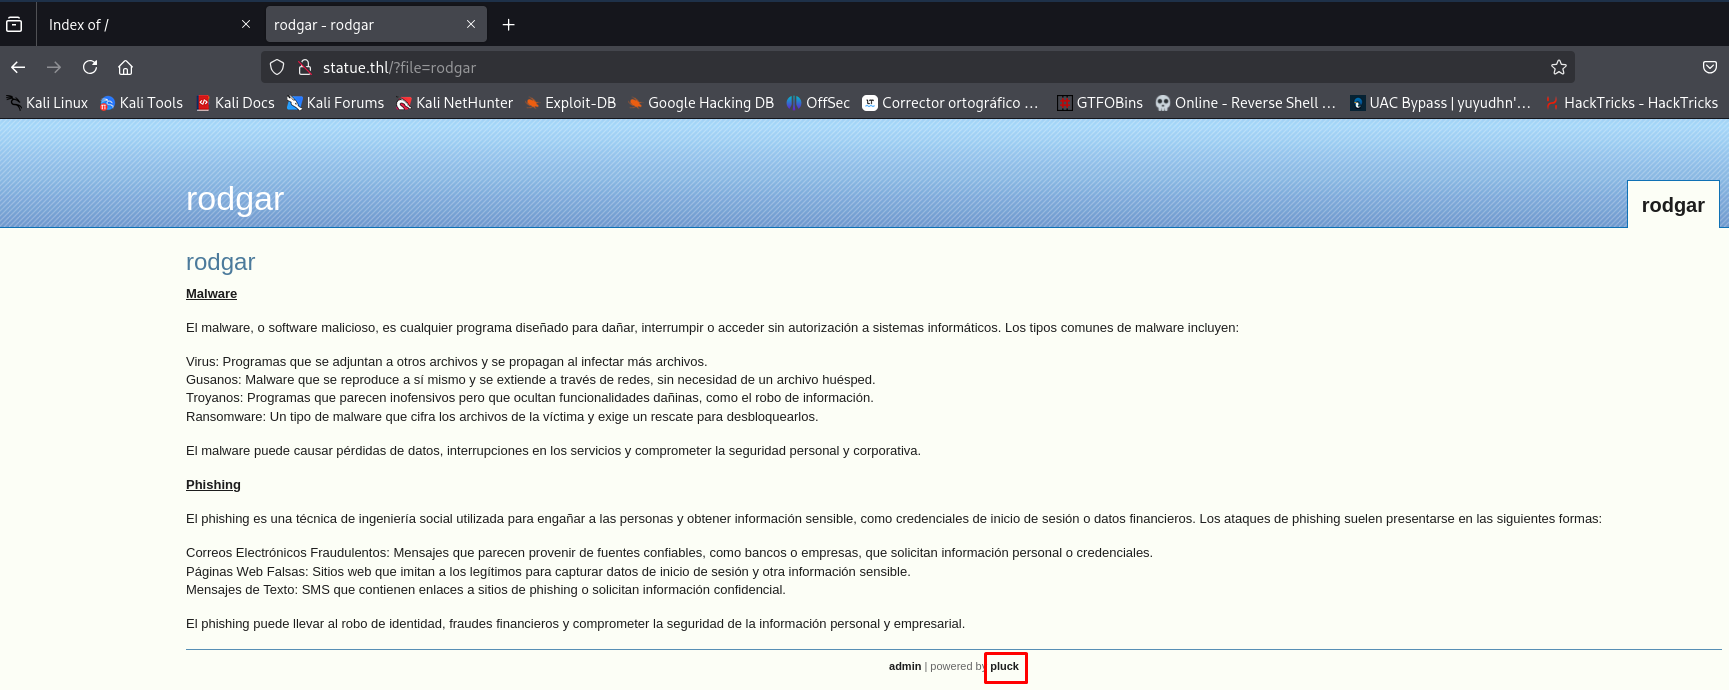 Index of /
rodgar - rodgar
statue.thl/?file=rodgar
Kali Linux Kali Tools Kali Docs Kali Forums Kali NetHunter Exploit-DB Google Hacking DB OffSec Corrector ortográfico ... GTFOBins Online - Reverse Shell ... UAC Bypass | yuyudhn'... HackTricks - HackTricks
rodgar
rodgar
rodgar
Malware
El malware, o software malicioso, es cualquier programa diseñado para dañar, interrumpir o acceder sin autorización a sistemas informáticos. Los tipos comunes de malware incluyen:
Virus: Programas que se adjuntan a otros archivos y se propagan al infectar más archivos.
Gusanos: Malware que se reproduce a sí mismo y se extiende a través de redes, sin necesidad de un archivo huésped.
Troyanos: Programas que parecen inofensivos pero que ocultan funcionalidades dañinas, como el robo de información.
Ransomware: Un tipo de malware que cifra los archivos de la víctima y exige un rescate para desbloquearlos.
El malware puede causar pérdidas de datos, interrupciones en los servicios y comprometer la seguridad personal y corporativa.
Phishing
El phishing es una técnica de ingeniería social utilizada para engañar a las personas y obtener información sensible, como credenciales de inicio de sesión o datos financieros. Los ataques de phishing suelen presentarse en las siguientes formas:
Correos Electrónicos Fraudulentos: Mensajes que parecen provenir de fuentes confiables, como bancos o empresas, que solicitan información personal o credenciales.
Páginas Web Falsas: Sitios web que imitan a los legítimos para capturar datos de inicio de sesión y otra información sensible.
Mensajes de Texto: SMS que contienen enlaces a sitios de phishing o solicitan información confidencial.
El phishing puede llevar al robo de identidad, fraudes financieros y comprometer la seguridad de la información personal y empresarial.
admin | powered by pluck